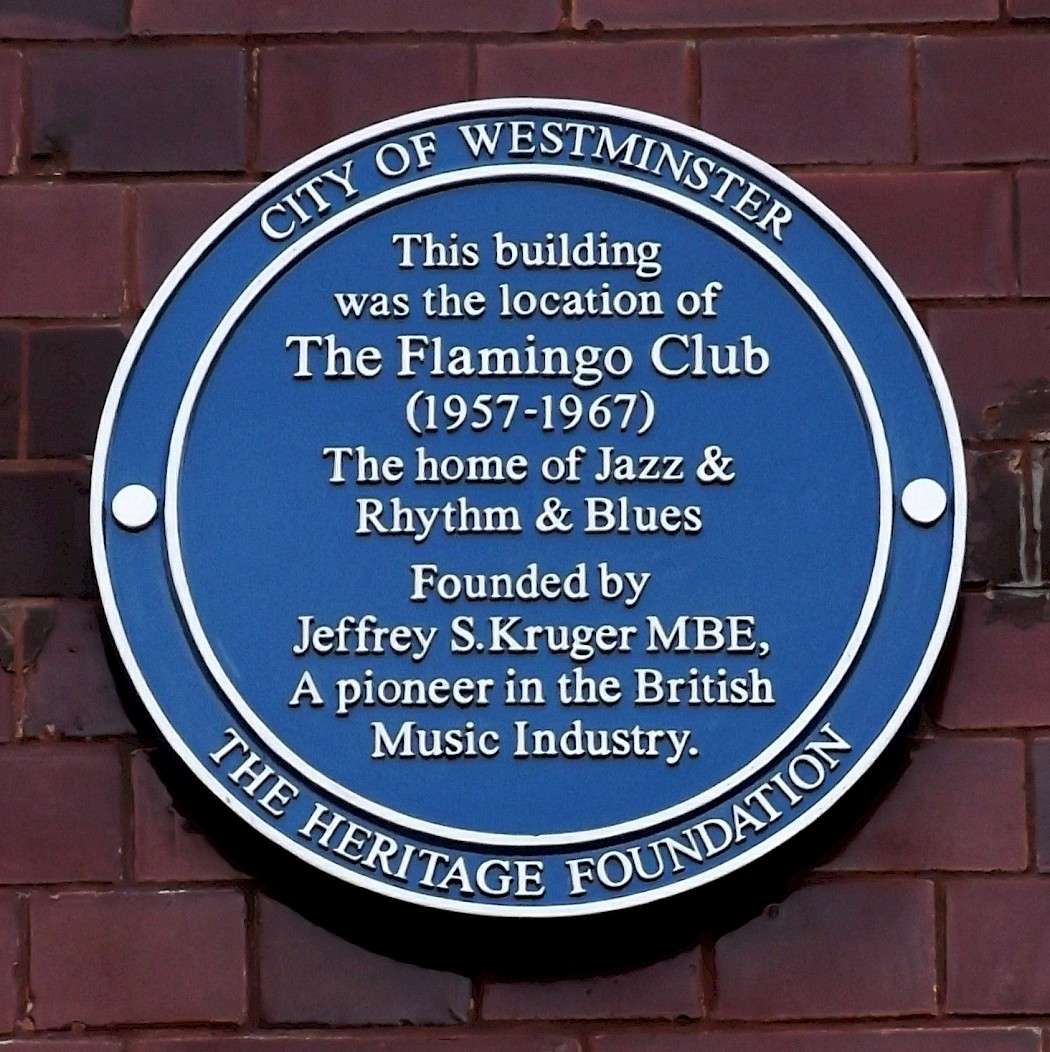 CITY OF WESTMINSTER
This building
was the location of
The Flamingo Club
(1957-1967)
The home of Jazz &
Rhythm & Blues
Founded by
Jeffrey S.Kruger MBE,
A pioneer in the British
Music Industry.
THE HERITAGE FOUNDATION